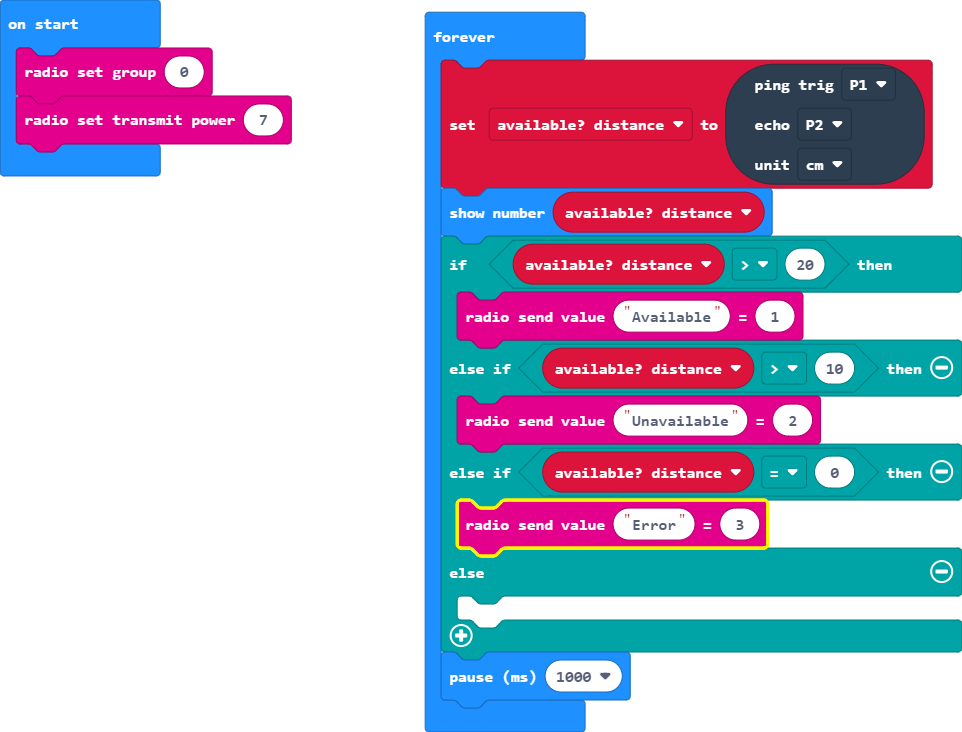 on start
radio set group 0
radio set transmit power 7
forever
set available? distance to ping trig P1
echo P2
unit cm
show number available? distance
if available? distance > 20 then
radio send value "Available" = 1
else if available? distance > 10 then
radio send value "Unavailable" = 2
else if available? distance = 0 then
radio send value "Error" = 3
else
pause (ms) 1000